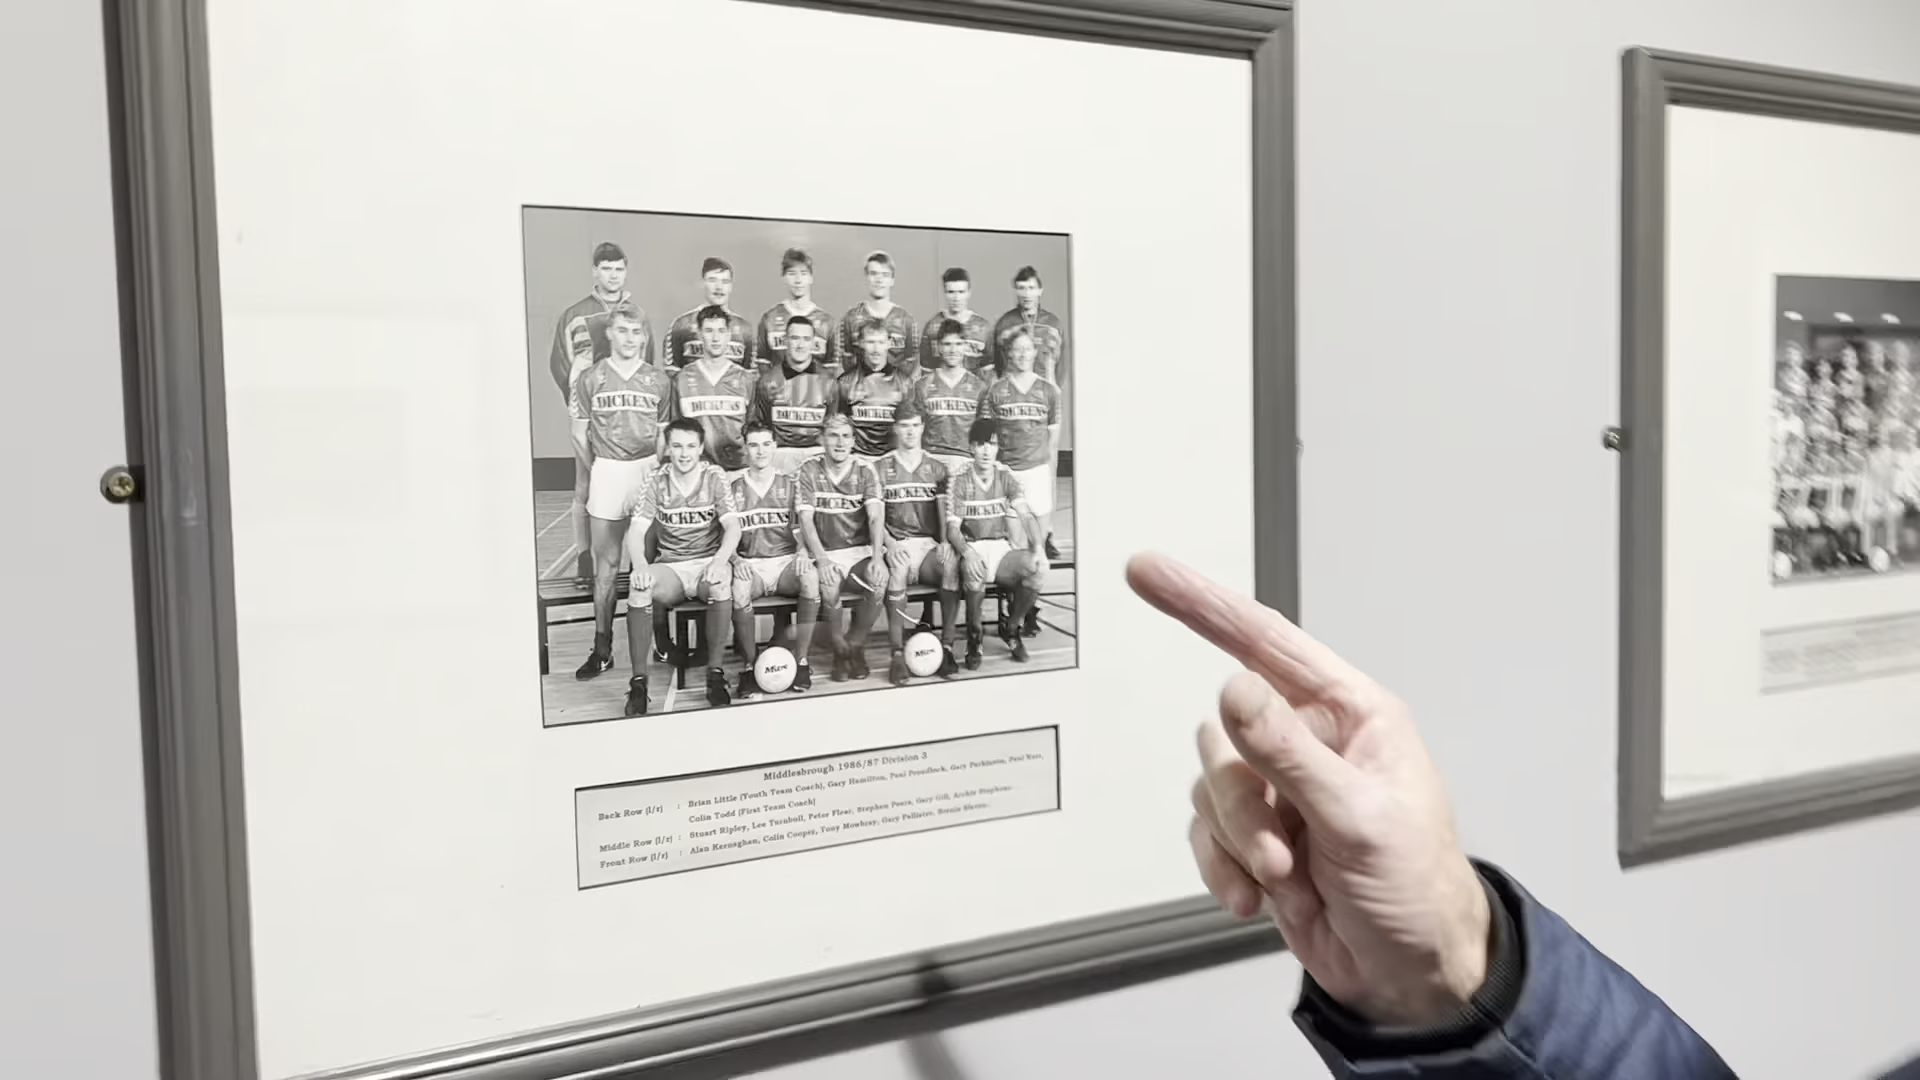 DICKENS
DICKENS
DICKENS
DICKENS
DICKENS
DICKENS
DICKENS
DICKENS
DICKENS
DICKENS
DICKENS
Mitre
Mitre
Middlesbrough 1986/87 Division 3
Back Row (l/r) : Brian Little (Youth Team Coach), Gary Hamilton, Paul Proudlock, Gary Parkinson, Paul Kerr,
Colin Todd (First Team Coach)
Middle Row (l/r) : Stuart Ripley, Lee Turnbull, Peter Flear, Stephen Pears, Gary Gill, Archie Stephens
Front Row (l/r) : Alan Kernaghan, Colin Cooper, Tony Mowbray, Gary Pallister, Bernie Slaven